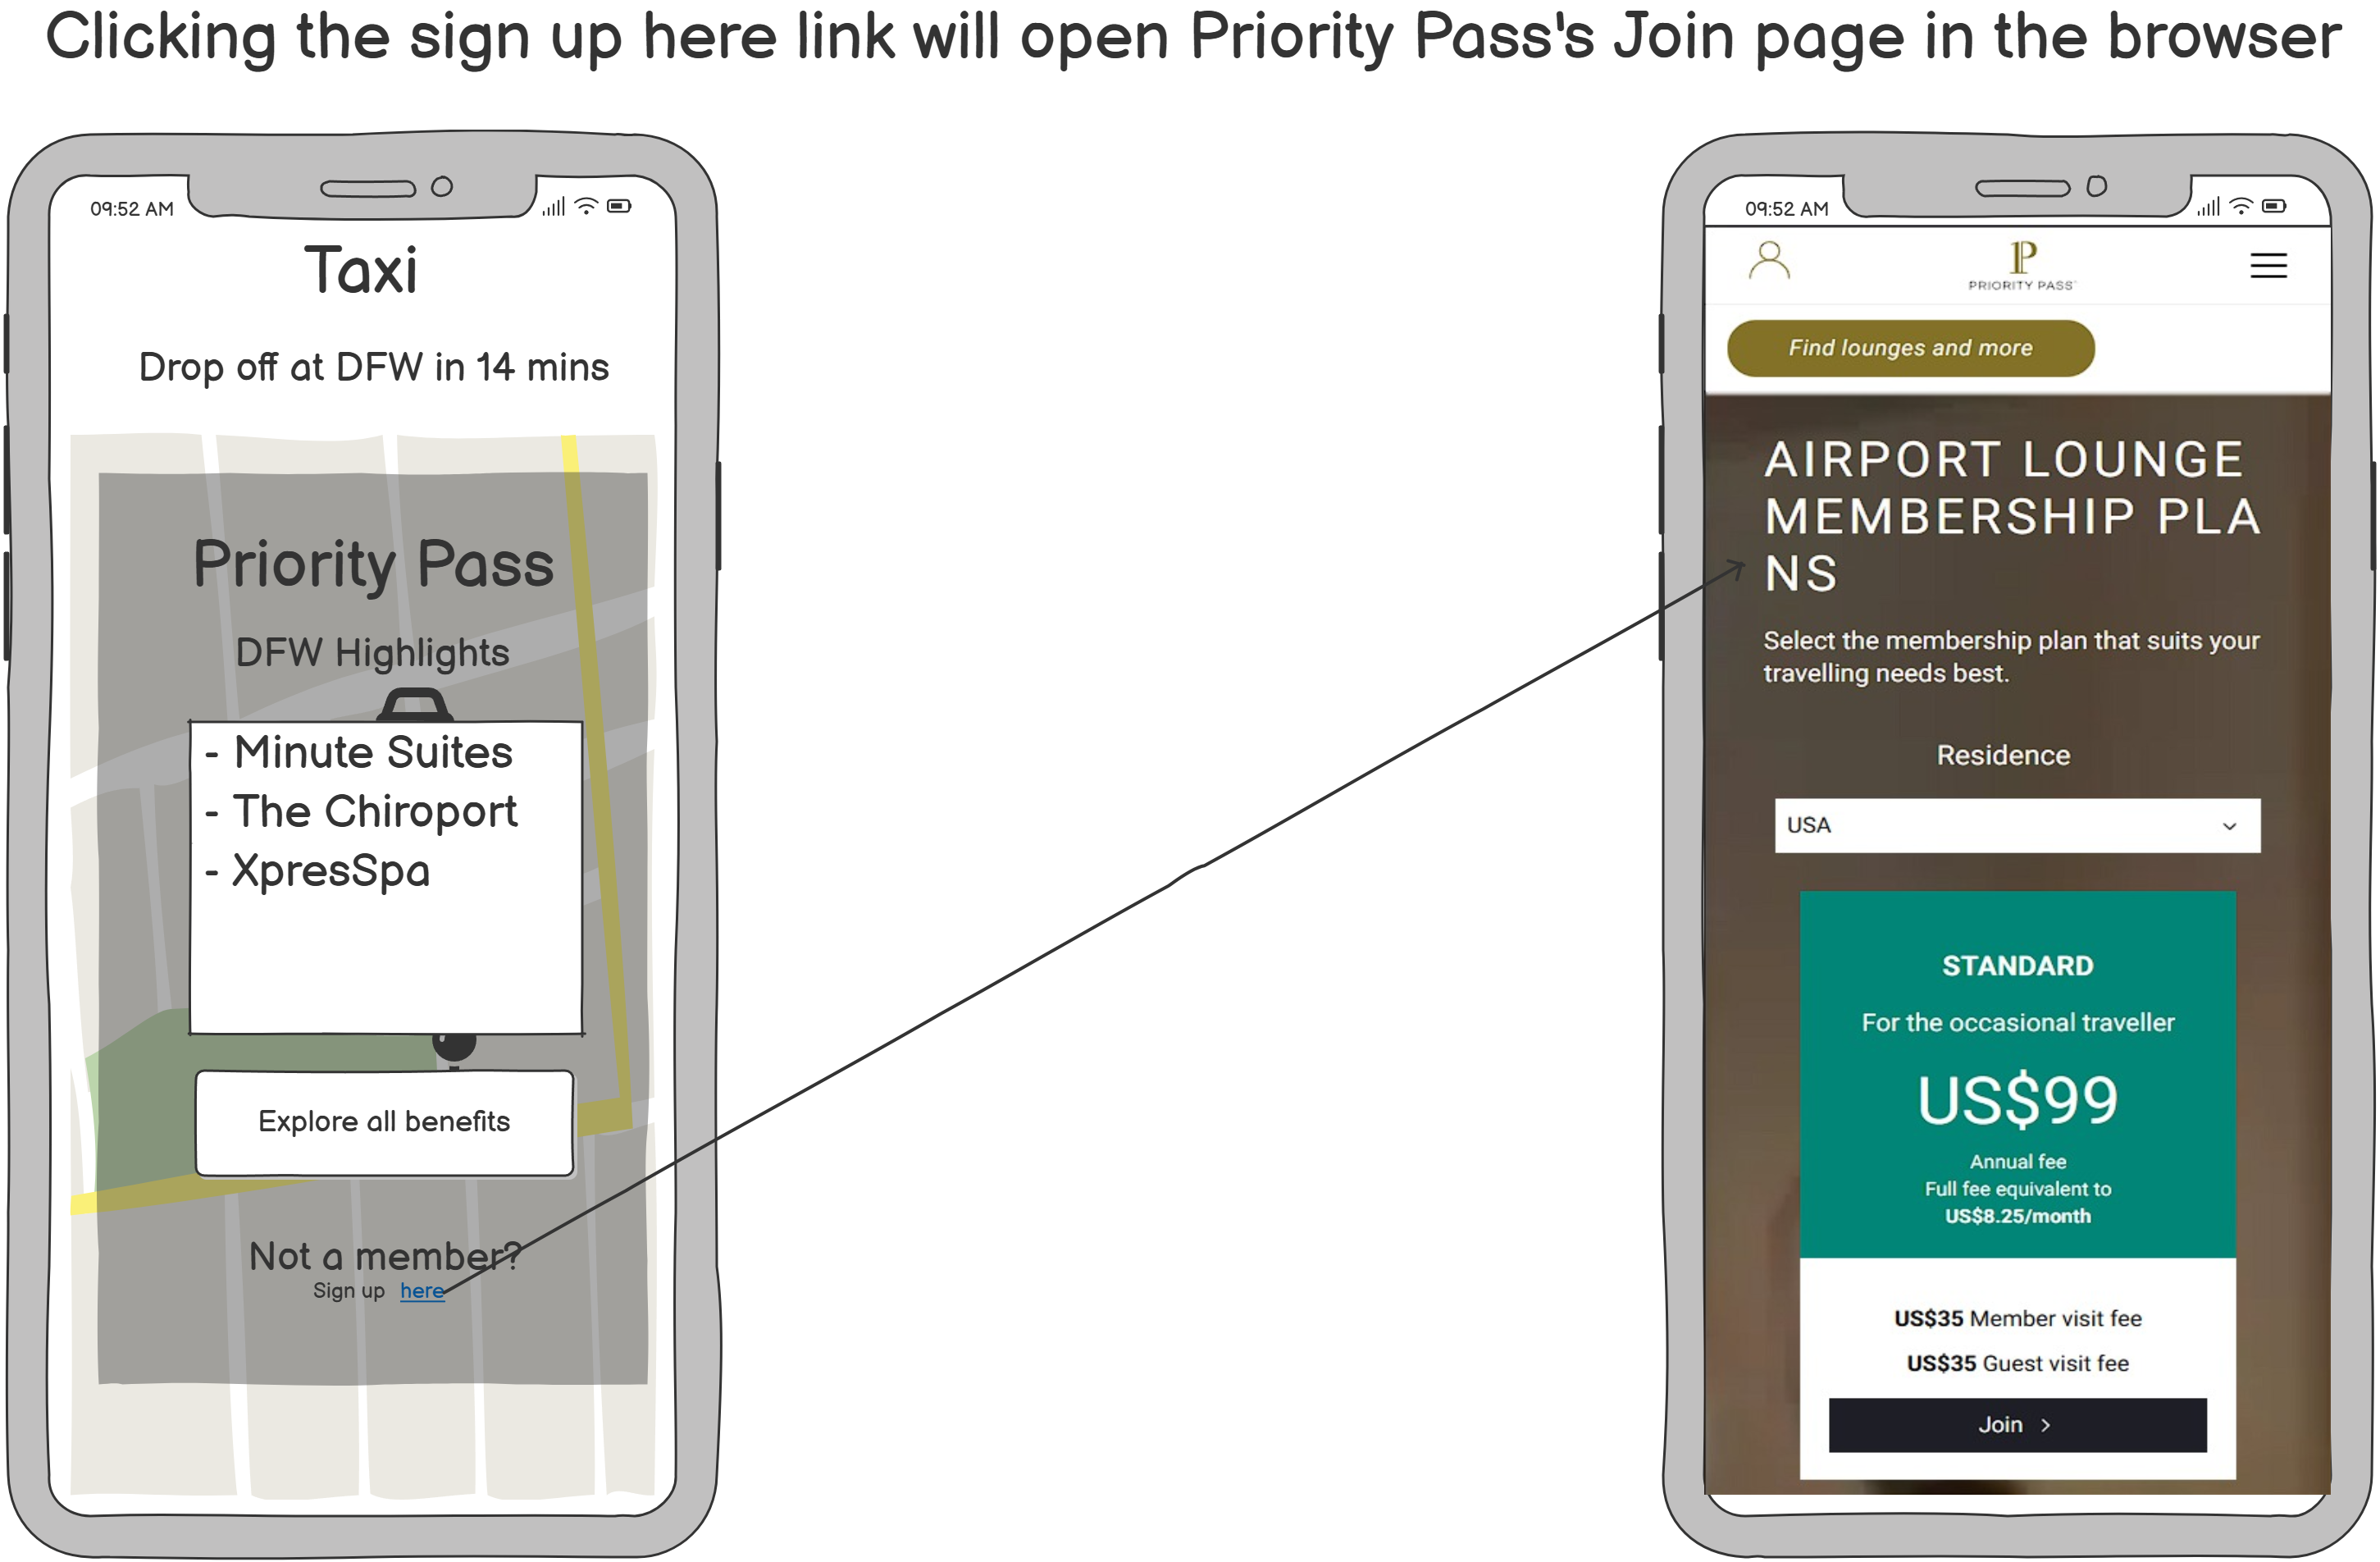 Clicking the sign up here link will open Priority Pass's Join page in the browser
09:52 AM
Taxi
Drop off at DFW in 14 mins
Priority Pass
DFW Highlights
- Minute Suites
- The Chiroport
- XpresSpa
Explore all benefits
Not a member?
Sign up here
09:52 AM
PRIORITY PASS
Find lounges and more
AIRPORT LOUNGE
MEMBERSHIP PLA
NS
Select the membership plan that suits your
travelling needs best.
Residence
USA
STANDARD
For the occasional traveller
US$99
Annual fee
Full fee equivalent to
US$8.25/month
US$35 Member visit fee
US$35 Guest visit fee
Join >